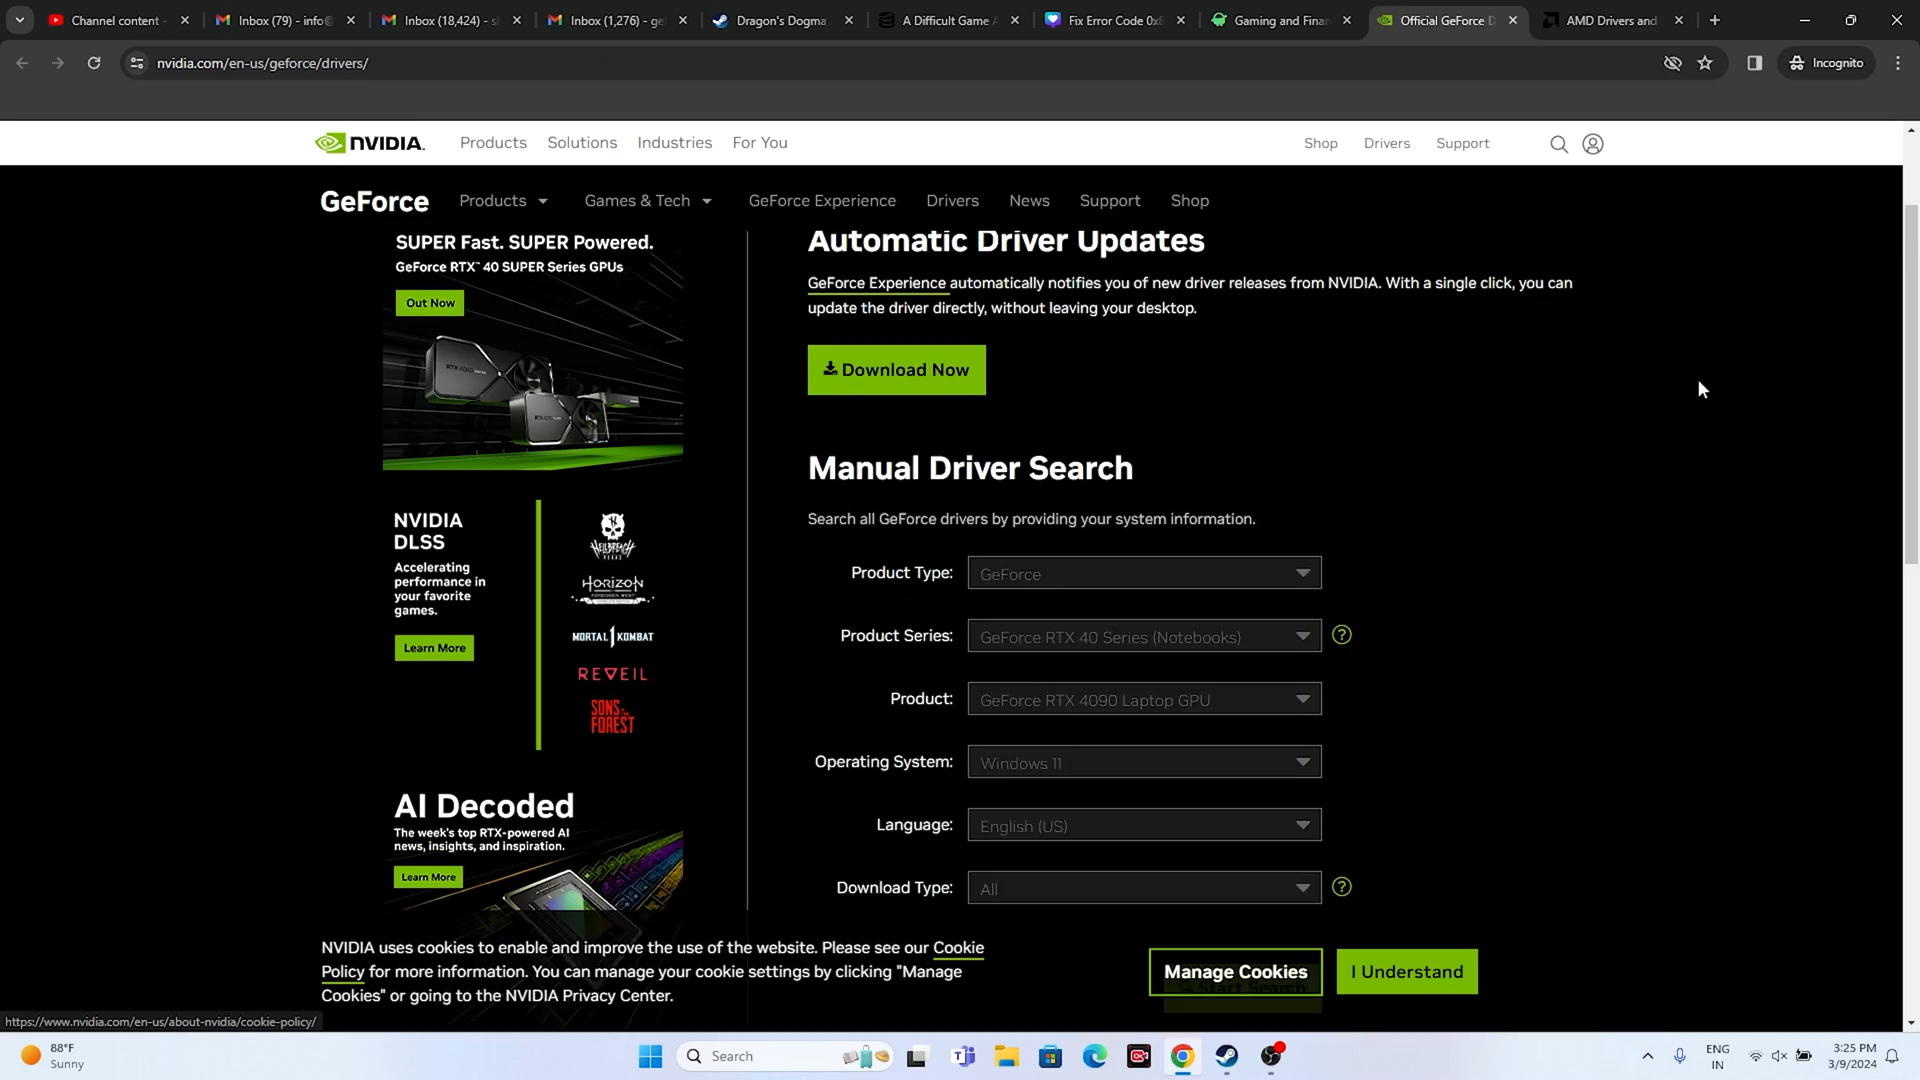 Channel content -
Inbox (79) - info@
Inbox (18,424) - s
Inbox (1,276) - ge
Dragon's Dogma
A Difficult Game A
Fix Error Code 0x8
Gaming and Finan
Official GeForce D
AMD Drivers and
nvidia.com/en-us/geforce/drivers/
Incognito
NVIDIA.
Products
Solutions
Industries
For You
Shop
Drivers
Support
GeForce
Products
Games & Tech
GeForce Experience
Drivers
News
Support
Shop
SUPER Fast. SUPER Powered.
GeForce RTX™ 40 SUPER Series GPUs
Out Now
Automatic Driver Updates
GeForce Experience automatically notifies you of new driver releases from NVIDIA. With a single click, you can
update the driver directly, without leaving your desktop.
Download Now
Manual Driver Search
Search all GeForce drivers by providing your system information.
NVIDIA
DLSS
Accelerating
performance in
your favorite
games.
Learn More
HELLBREACH
VEGAS
HORIZON
FORBIDDEN WEST
MORTAL KOMBAT 1
REVEIL
SONS OF THE
FOREST
Product Type:
GeForce
Product Series:
GeForce RTX 40 Series (Notebooks)
?
Product:
GeForce RTX 4090 Laptop GPU
Operating System:
Windows 11
Language:
English (US)
Download Type:
All
?
AI Decoded
The week's top RTX-powered AI
news, insights, and inspiration.
Learn More
NVIDIA uses cookies to enable and improve the use of the website. Please see our Cookie
Policy for more information. You can manage your cookie settings by clicking "Manage
Cookies" or going to the NVIDIA Privacy Center.
Manage Cookies
Start Search
I Understand
https://www.nvidia.com/en-us/about-nvidia/cookie-policy/
88°F
Sunny
Search
ENG
IN
3:25 PM
3/9/2024